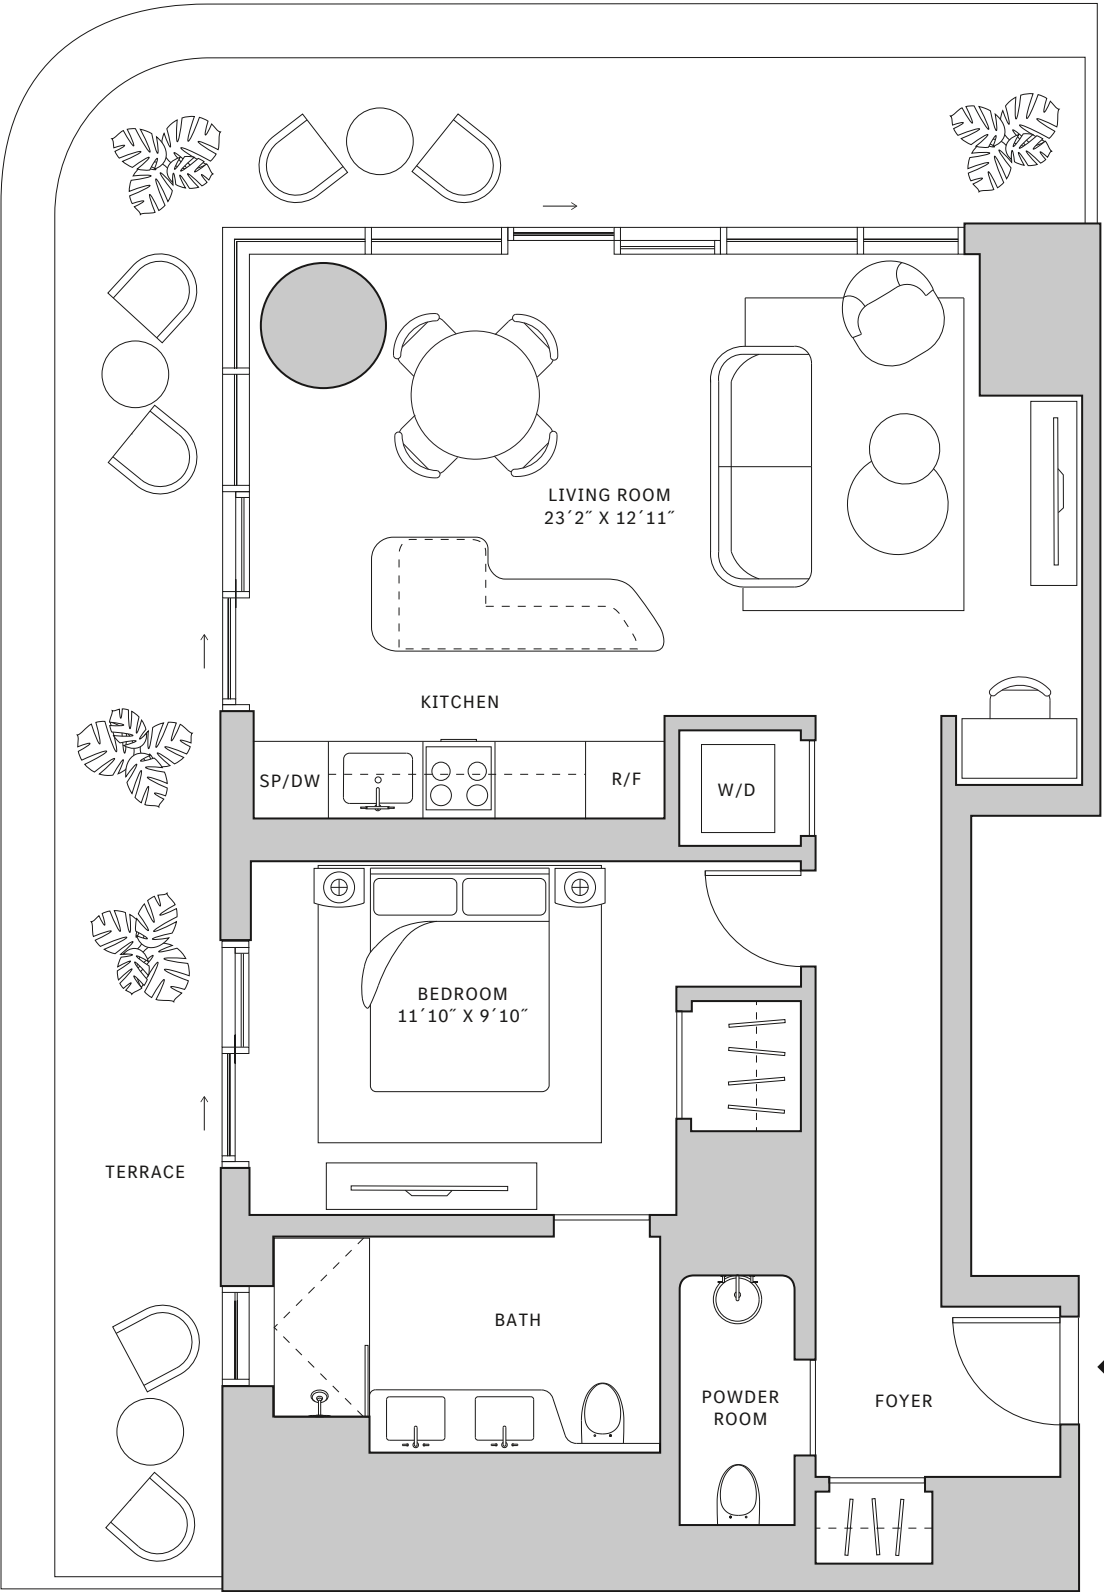 LIVING ROOM
23´2˝ X 12´11˝
KITCHEN
SP/DW
R/F
W/D
BEDROOM
11´10˝ X 9´10˝
TERRACE
BATH
POWDER
ROOM
FOYER